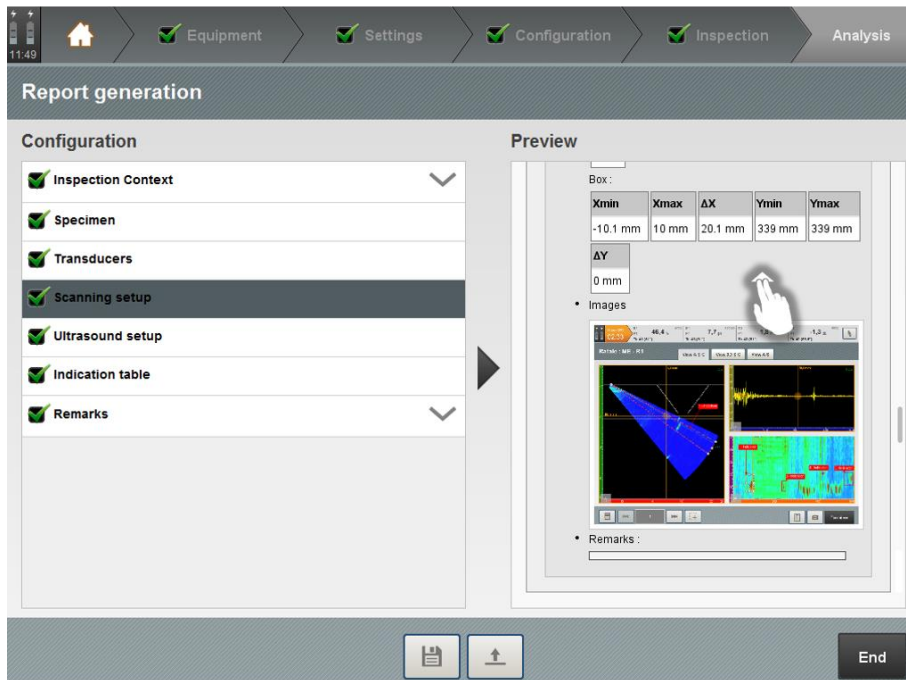 11:49
Equipment
Settings
Configuration
Inspection
Analysis
Report generation
Configuration
Preview
Inspection Context
Specimen
Transducers
Scanning setup
Ultrasound setup
Indication table
Remarks
Box :
Xmin Xmax ΔX Ymin Ymax
-10.1 mm 10 mm 20.1 mm 339 mm 339 mm
ΔY
0 mm
• Images
• Remarks :
End